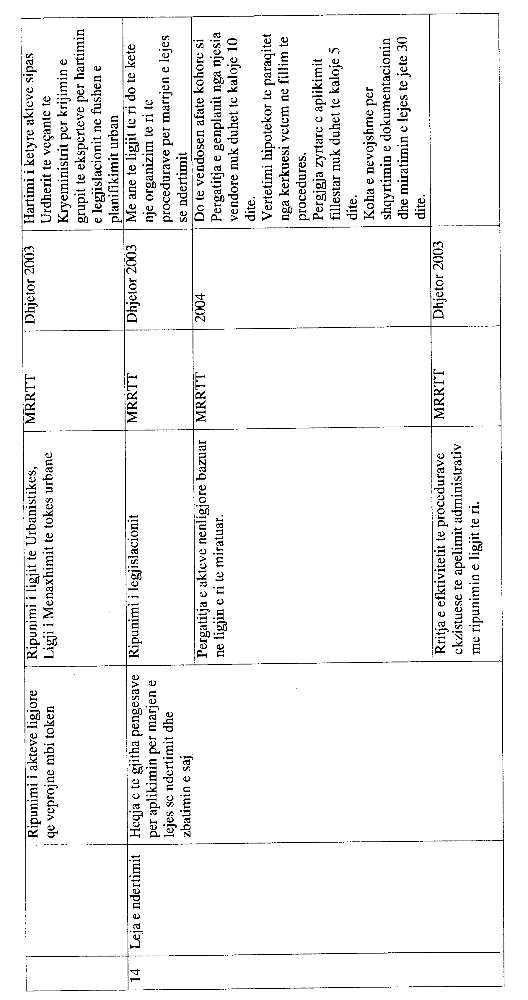 Ripunimi i akteve ligjore
qe veprojne mbi token
Ripunimi i ligjit te Urbanistikes,
Ligji i Menaxhimit te tokes urbane
MRRTT
Dhjetor 2003
Hartimi i ketyre akteve sipas
Urdherit te veçante te
Kryeministrit per krijimin e
grupit te eksperteve per hartimin
e legjislacionit ne fushen e
planifikimit urban
14
Leja e ndertimit
Heqja e te gjitha pengesave
per aplikimin per marjen e
lejes se ndertimit dhe
zbatimin e saj
Ripunimi i legjislacionit
MRRTT
Dhjetor 2003
Me ane te ligjit te ri do te kete
nje organizim te ri te
procedurave per marrjen e lejes
se ndertimit
Pergatitja e akteve nenligjore bazuar
ne ligjin e ri te miratuar.
MRRTT
2004
Do te vendosen afate kohore si
Pergatitja e genplanit nga njesia
vendore nuk duhet te kaloje 10
dite.
Vertetimi hipotekor te paraqitet
nga kerkuesi vetem ne fillim te
procedures.
Pergjgja zyrtare e aplikimit
fillestar nuk duhet te kaloje 5
dite.
Koha e nevojshme per
shqyrtimin e dokumentacionin
dhe miratimin e lejes te jete 30
dite.
Rritja e efktivitetit te procedurave
ekzistuese te apelimit administrativ
me ripunimin e ligjit te ri.
MRRTT
Dhjetor 2003